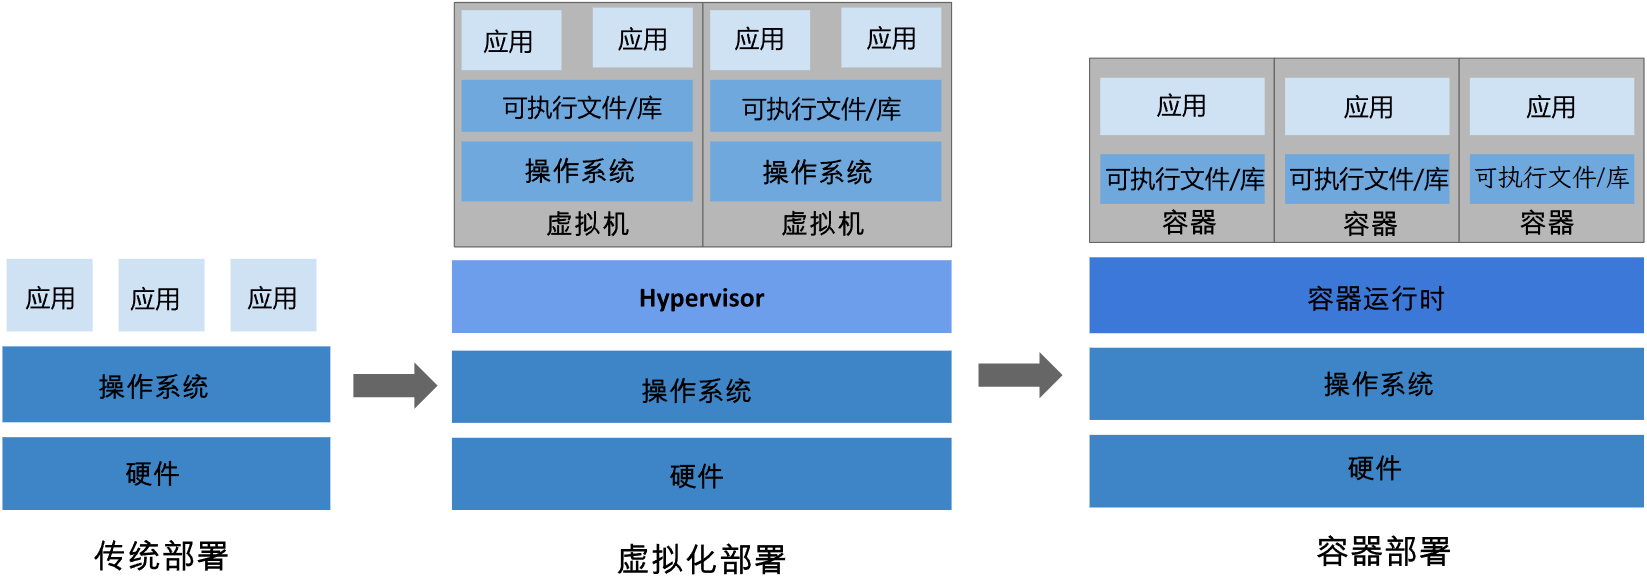 应用
应用
应用
操作系统
硬件
传统部署
应用
应用
应用
应用
可执行文件/库
可执行文件/库
操作系统
操作系统
虚拟机
虚拟机
Hypervisor
操作系统
硬件
虚拟化部署
应用
应用
应用
可执行文件/库
可执行文件/库
可执行文件/库
容器
容器
容器
容器运行时
操作系统
硬件
容器部署